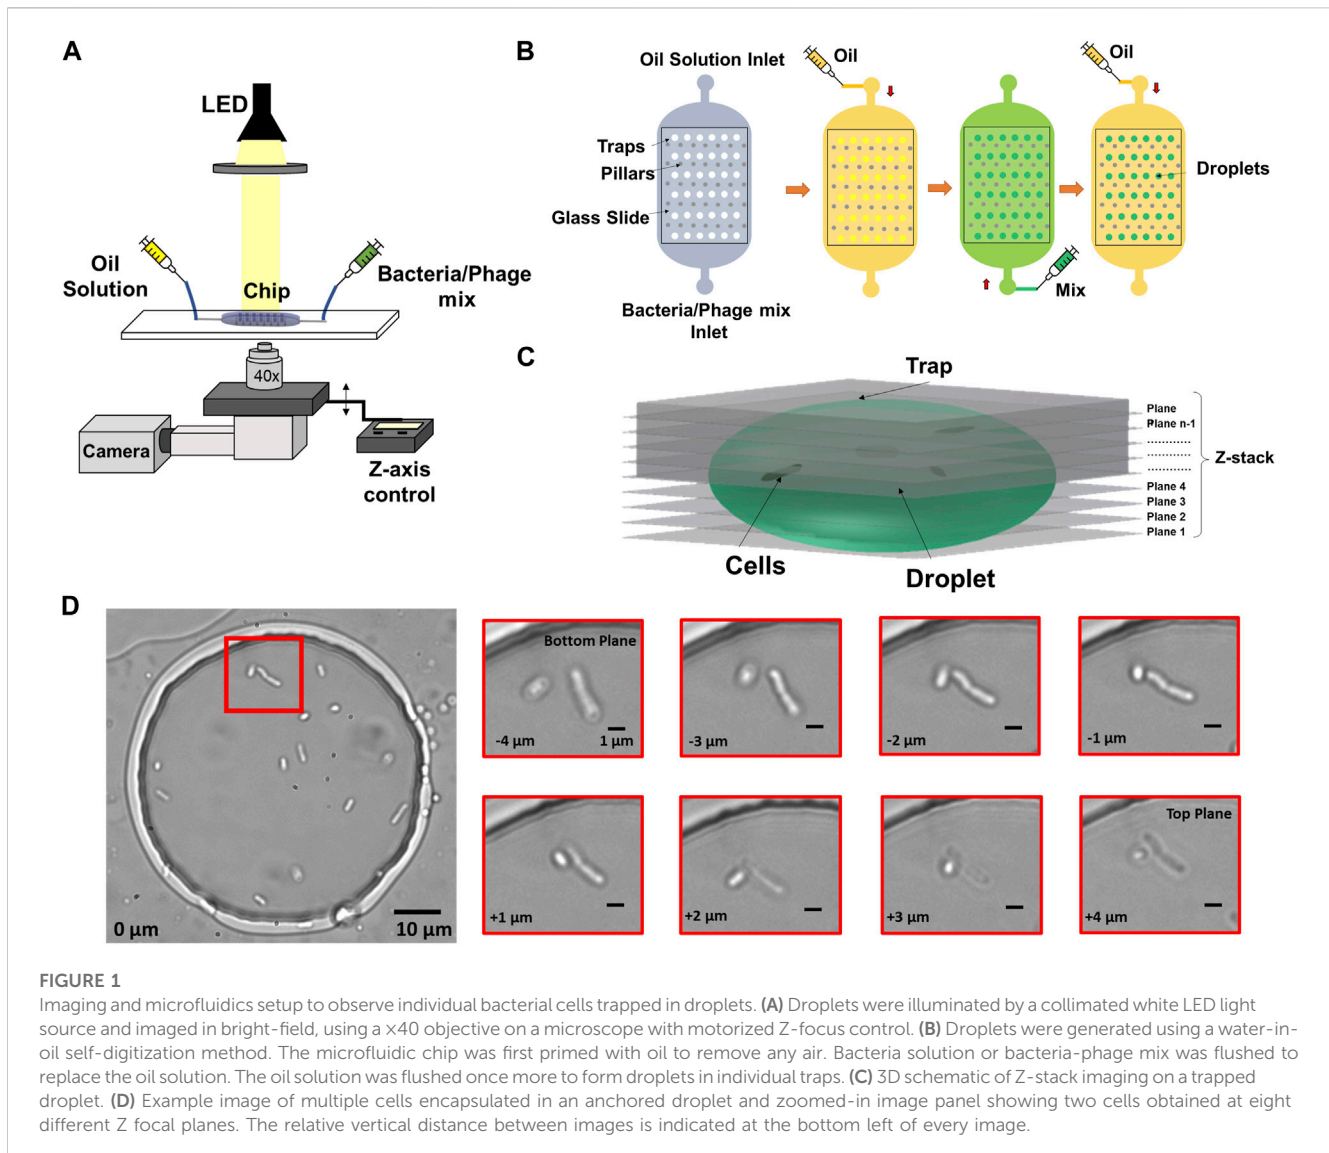 A
LED
Oil
Solution
Chip
Bacteria/Phage
mix
40x
Camera
Z-axis
control
B
Oil Solution Inlet
Traps
Pillars
Glass Slide
Bacteria/Phage mix
Inlet
Oil
Mix
Oil
Droplets
C
Trap
Plane
Plane n-1
............
............
............
Plane 4
Plane 3
Plane 2
Plane 1
Z-stack
Cells
Droplet
D
0 µm
10 µm
Bottom Plane
-4 µm
1 µm
-3 µm
-2 µm
-1 µm
+1 µm
+2 µm
+3 µm
Top Plane
+4 µm
FIGURE 1
Imaging and microfluidics setup to observe individual bacterial cells trapped in droplets. (A) Droplets were illuminated by a collimated white LED light
source and imaged in bright-field, using a ×40 objective on a microscope with motorized Z-focus control. (B) Droplets were generated using a water-in-
oil self-digitization method. The microfluidic chip was first primed with oil to remove any air. Bacteria solution or bacteria-phage mix was flushed to
replace the oil solution. The oil solution was flushed once more to form droplets in individual traps. (C) 3D schematic of Z-stack imaging on a trapped
droplet. (D) Example image of multiple cells encapsulated in an anchored droplet and zoomed-in image panel showing two cells obtained at eight
different Z focal planes. The relative vertical distance between images is indicated at the bottom left of every image.